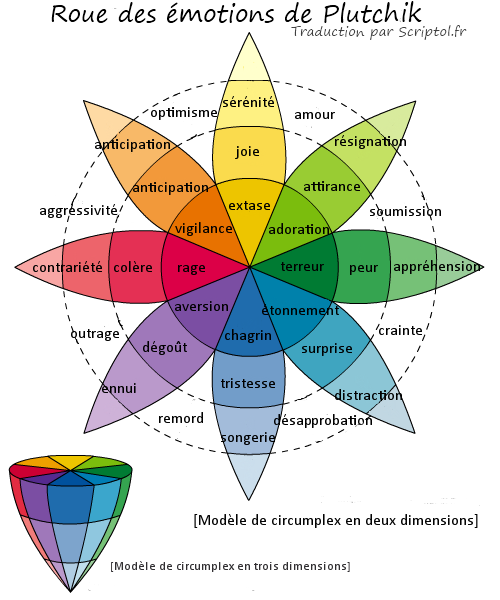 Roue des émotions de Plutchik
Traduction par Scriptol.fr
sérénité
optimisme
amour
anticipation
résignation
joie
anticipation
attirance
extase
aggressivité
soumission
vigilance
adoration
contrariété
colère
rage
terreur
peur
appréhension
aversion
étonnement
outrage
crainte
chagrin
dégoût
surprise
tristesse
ennui
distraction
remord
désapprobation
songerie
[Modèle de circumplex en deux dimensions]
[Modèle de circumplex en trois dimensions]